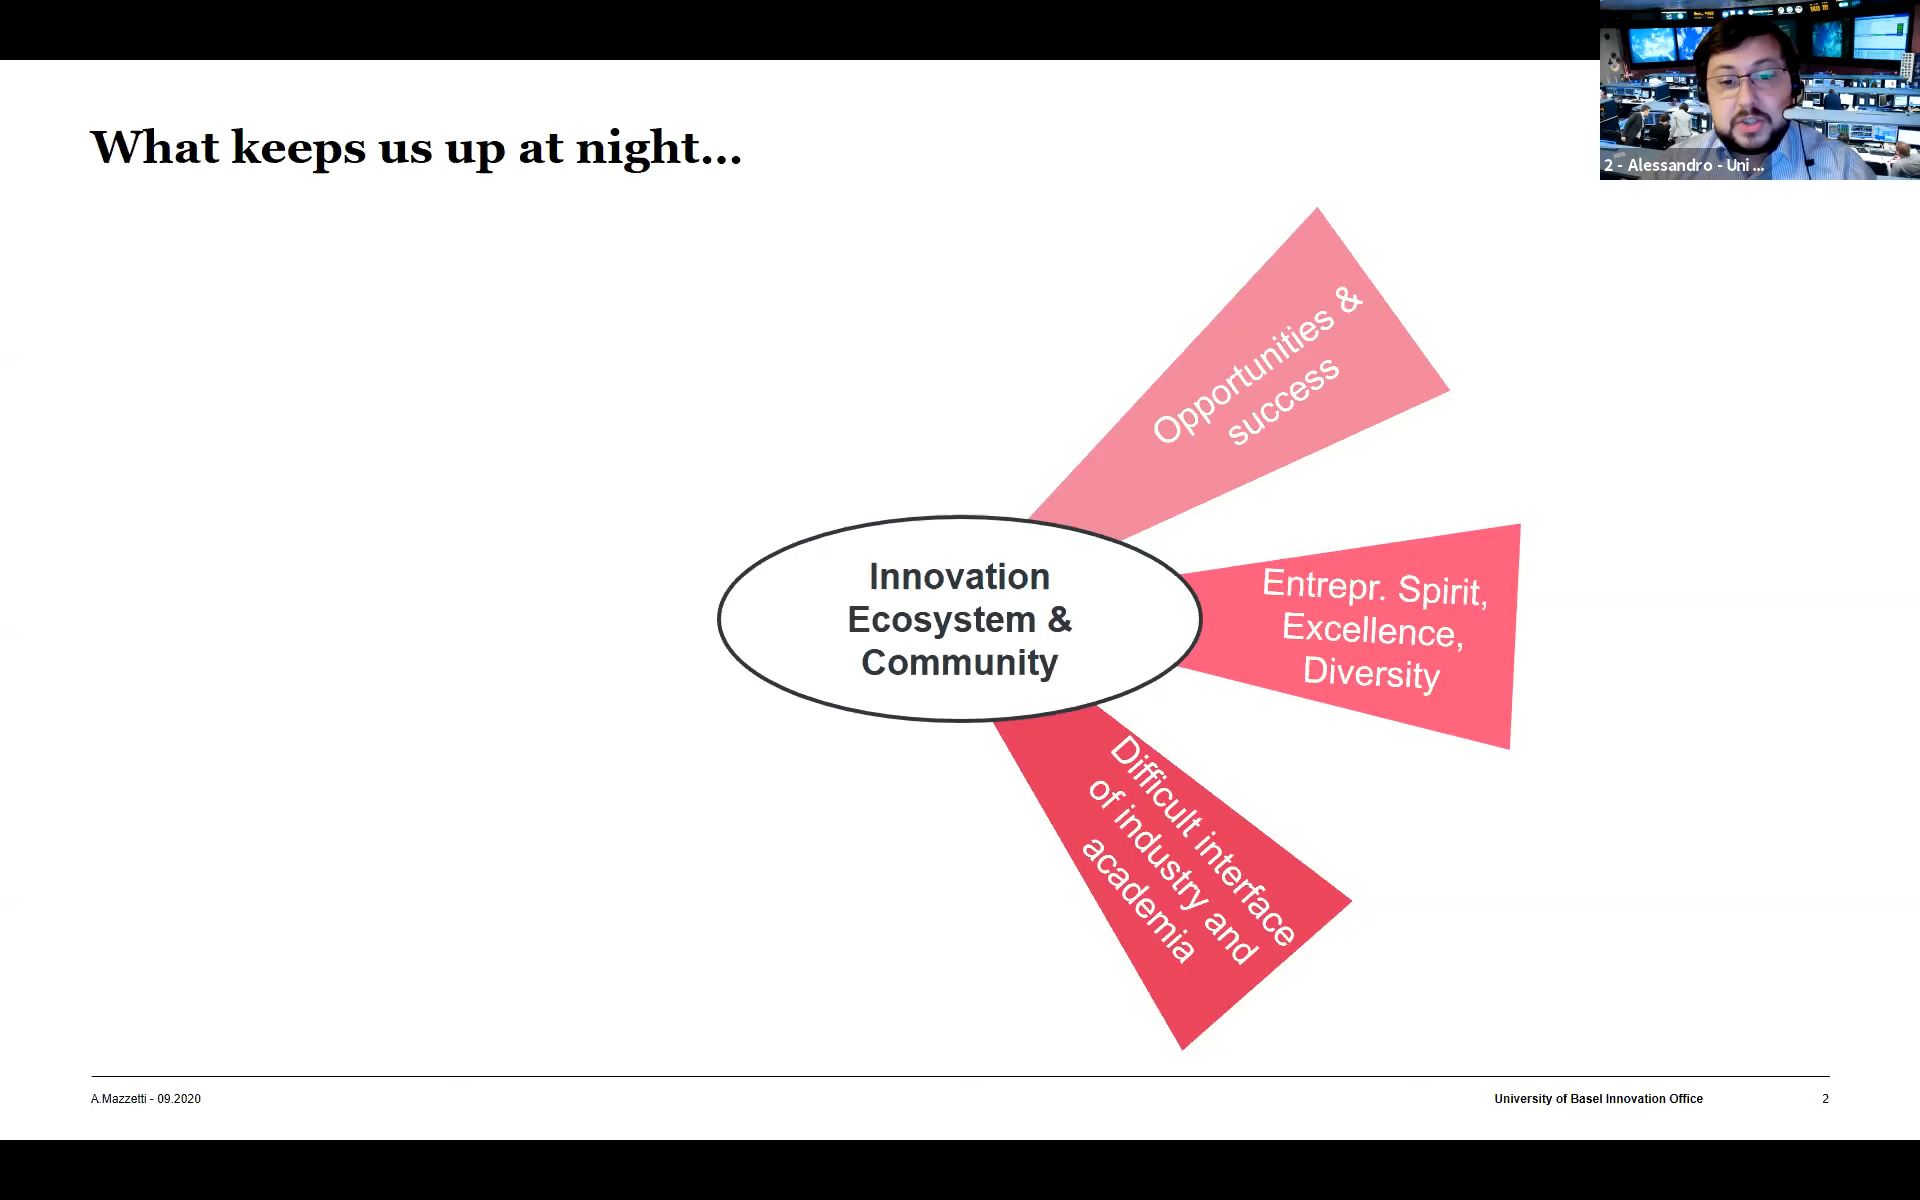 What keeps us up at night...
2 - Alessandro - Uni ...
Opportunities &
success
Innovation
Ecosystem &
Community
Entrepr. Spirit,
Excellence,
Diversity
Difficult interface
of industry and
academia
A.Mazzetti - 09.2020
University of Basel Innovation Office
2